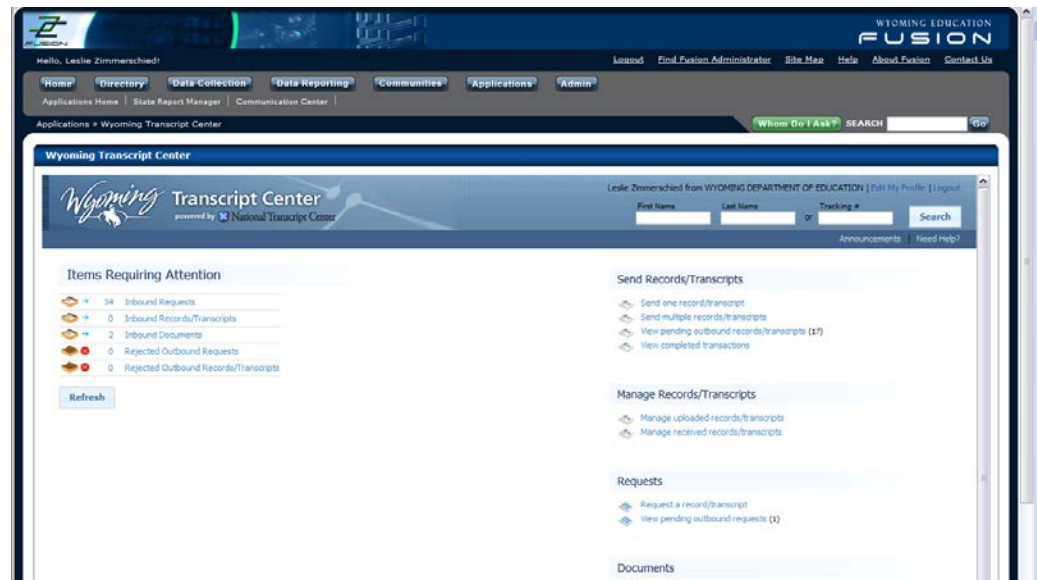 FUSION
WYOMING EDUCATION
FUSION
Hello, Leslie Zimmerschied!
Logout Find Fusion Administrator Site Map Help About Fusion Contact Us
Home Directory Data Collection Data Reporting Communities Applications Admin
Applications Home | State Report Manager | Communication Center |
Applications » Wyoming Transcript Center
Whom Do I Ask? SEARCH Go
Wyoming Transcript Center
Wyoming Transcript Center
powered by National Transcript Center
Leslie Zimmerschied from WYOMING DEPARTMENT OF EDUCATION | Edit My Profile | Logout
First Name Last Name Tracking #
or Search
Announcements | Need Help?
Items Requiring Attention
34 Inbound Requests
0 Inbound Records/Transcripts
2 Inbound Documents
0 Rejected Outbound Requests
0 Rejected Outbound Records/Transcripts
Refresh
Send Records/Transcripts
Send one record/transcript
Send multiple records/transcripts
View pending outbound records/transcripts (17)
View completed transactions
Manage Records/Transcripts
Manage uploaded records/transcripts
Manage received records/transcripts
Requests
Request a record/transcript
View pending outbound requests (1)
Documents